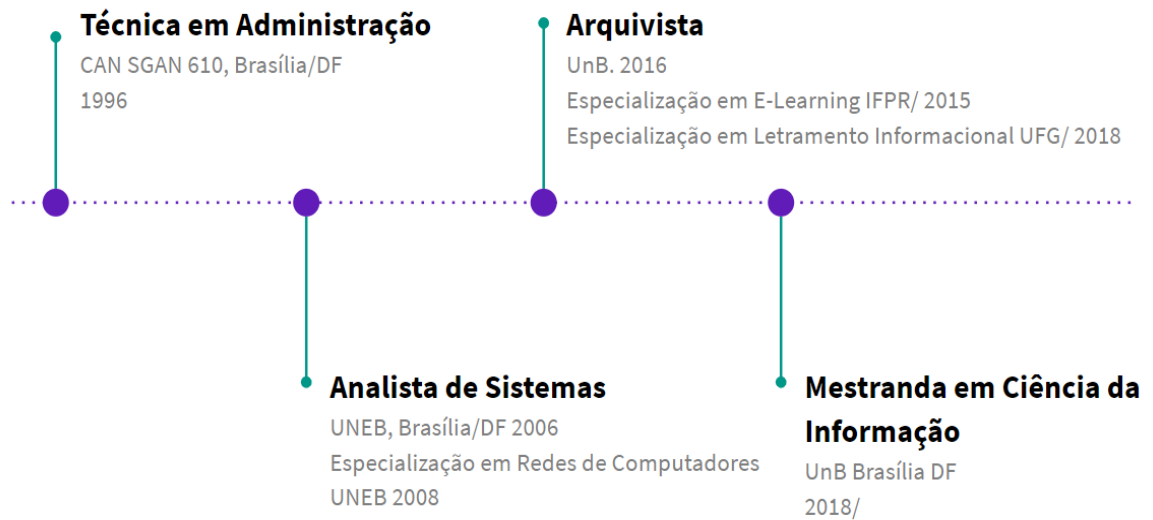 Técnica em Administração
CAN SGAN 610, Brasília/DF
1996
Arquivista
UnB. 2016
Especialização em E-Learning IFPR/ 2015
Especialização em Letramento Informacional UFG/ 2018
Analista de Sistemas
UNEB, Brasília/DF 2006
Especialização em Redes de Computadores
UNEB 2008
Mestranda em Ciência da
Informação
UnB Brasília DF
2018/